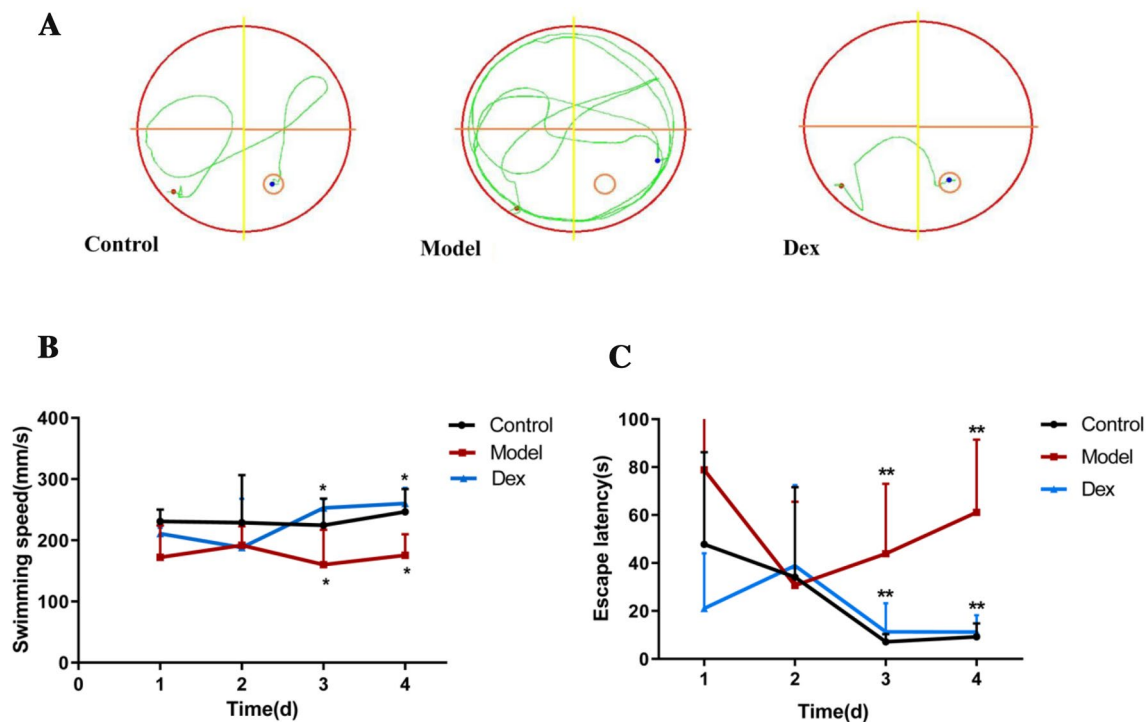 A
Control
Model
Dex
B
Swimming speed(mm/s)
400
300
200
100
0
0
1
2
3
4
Time(d)
Control
Model
Dex
*
*
*
*
C
Escape latency(s)
100
80
60
40
20
0
1
2
3
4
Time(d)
Control
Model
Dex
**
**
**
**